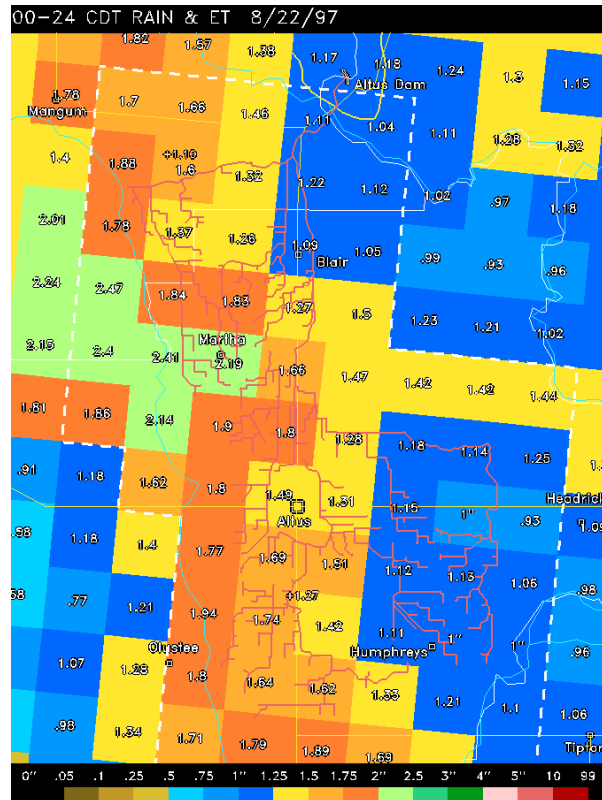 00-24 CDT RAIN & ET 8/22/97
1.82 1.57 1.38 1.17 1.18 1.24 1.3 1.15
Altus Dam
1.78 1.7 1.66 1.46 1.11 1.04 1.11 1.28 1.32
Mangum
+1.10
1.4 1.88 1.6 1.32 1.22 1.12 1.02 .97 1.18
2.01 1.78 1.37 1.26 1.09 1.05 .99 .93 .96
Blair
2.24 2.47 1.84 1.83 1.27 1.5 1.23 1.21 1.02
Martha
2.15 2.4 2.41 2.19 1.66 1.47 1.42 1.42 1.44
1.81 1.86 2.14 1.9 1.8 1.28 1.18 1.14 1.25
.91 1.18 1.62 1.8 1.49 1.31 1.15 1" .93 1.09
Headrick
Altus
.58 1.18 1.4 1.77 1.69 1.51 1.12 1.13 1.06 .98
.58 .77 1.21 1.94 1.74 +1.27 1.42 1.11 1" 1" .96
Humphreys
Olustee
1.07 1.28 1.8 1.64 1.62 1.33 1.21 1.1 1.06
.98 1.34 1.71 1.79 1.89 1.69
Tipton
0" .05 .1 .25 .5 .75 1" 1.25 1.5 1.75 2" 2.5 3" 4" 5" 10 99